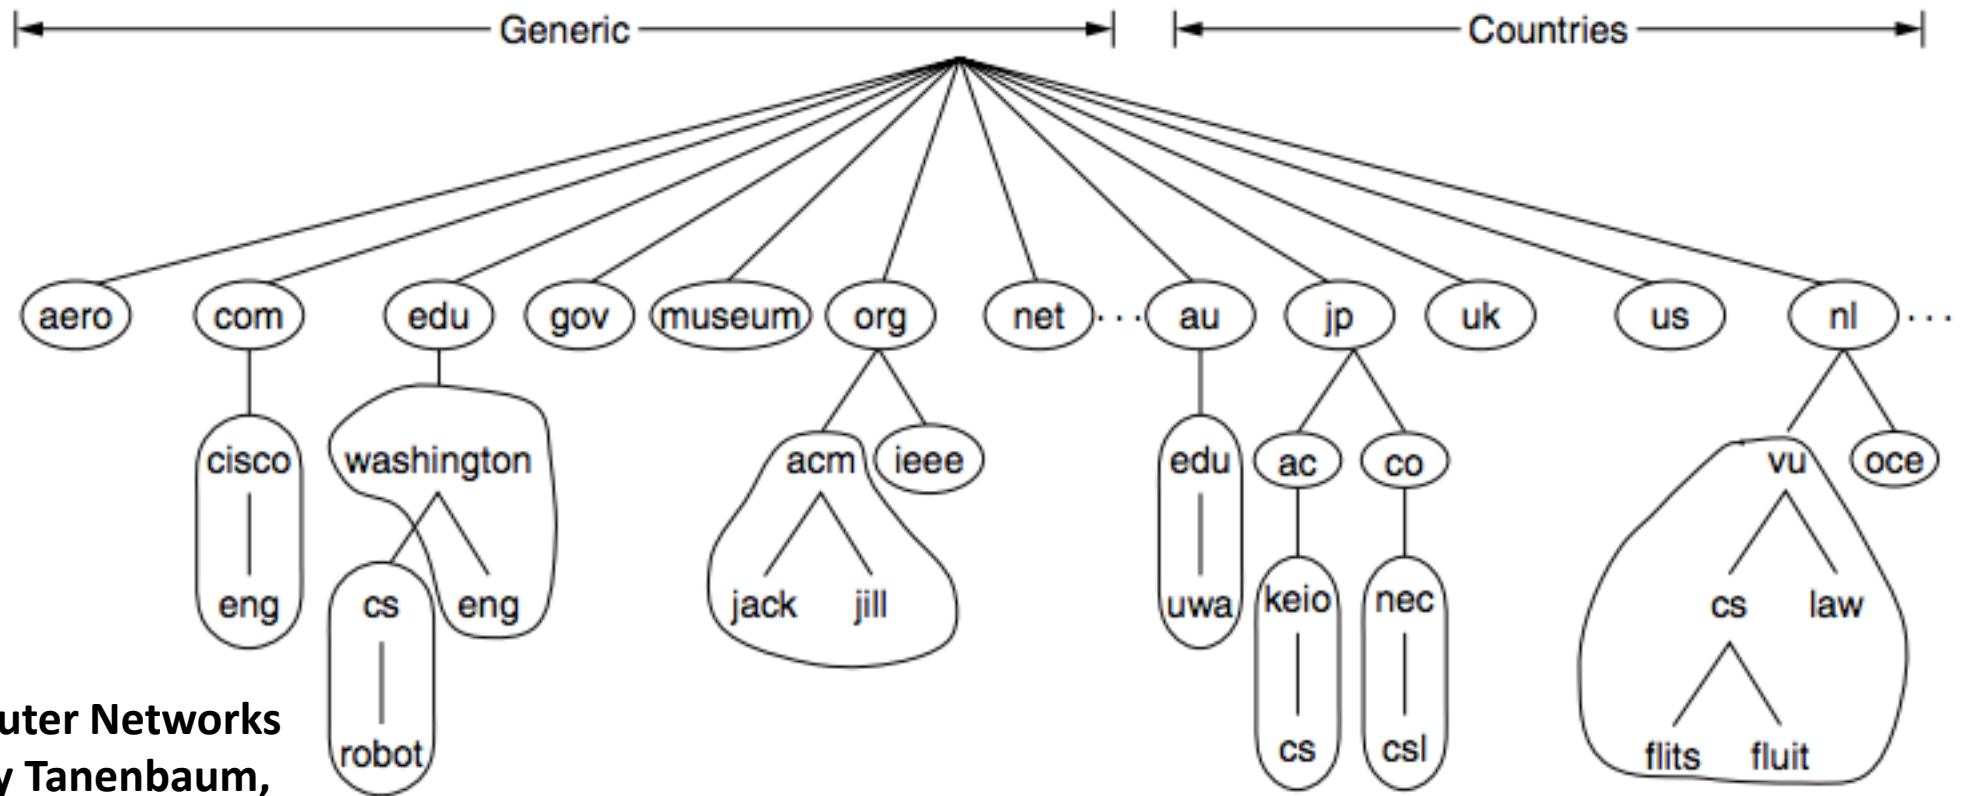 Generic Countries
aero com edu gov museum org net ... au jp uk us nl ...
cisco washington acm ieee edu ac co vu oce
eng cs eng jack jill uwa keio nec cs law
robot cs csl flits fluit
uter Networks
y Tanenbaum,